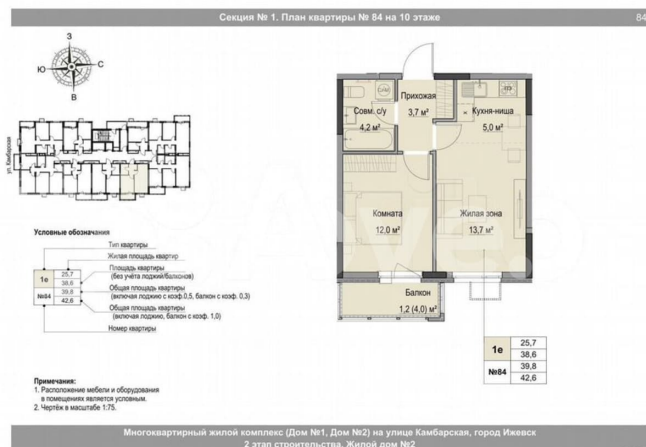 Секция № 1. План квартиры № 84 на 10 этаже
84
З
Ю
С
В
ул. Камбарская
Совм. с/у
4,2 м²
Прихожая
3,7 м²
Кухня-ниша
5,0 м²
Комната
12,0 м²
Жилая зона
13,7 м²
Балкон
1,2 (4,0) м²
Условные обозначения
Тип квартиры
Жилая площадь квартир
Площадь квартиры
(без учёта лоджий/балконов)
Общая площадь квартиры
(включая лоджию с коэф.0,5, балкон с коэф. 0,3)
Общая площадь квартиры
(включая лоджию, балкон с коэф. 1,0)
Номер квартиры
1е
№84
25,7
38,6
39,8
42,6
1е
№84
25,7
38,6
39,8
42,6
Примечания:
1. Расположение мебели и оборудования
в помещениях является условным.
2. Чертёж в масштабе 1:75.
Многоквартирный жилой комплекс (Дом №1, Дом №2) на улице Камбарская, город Ижевск
2 этап строительства. Жилой дом №2